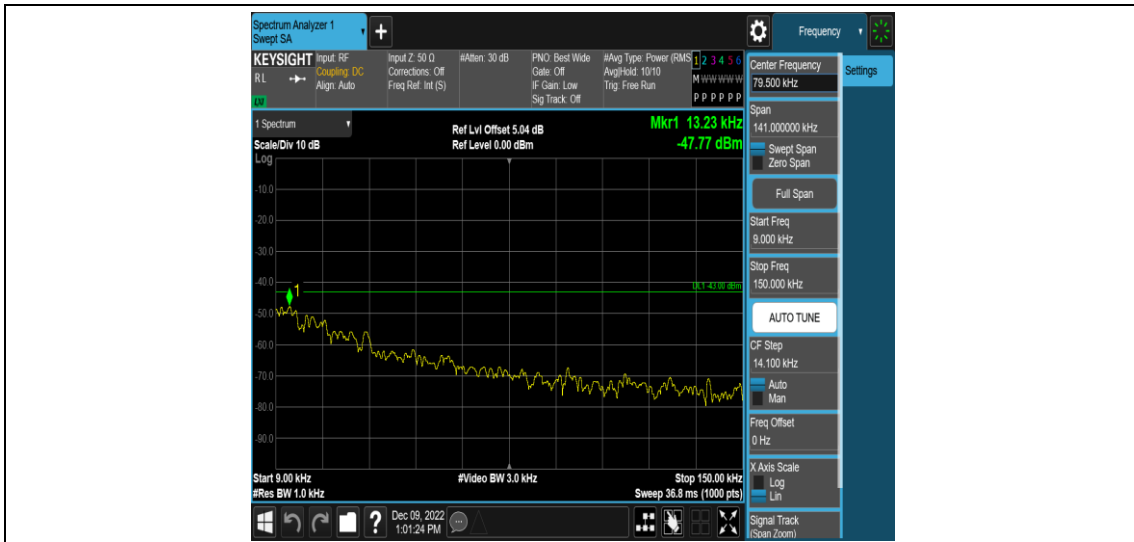 Spectrum Analyzer 1
Swept SA
+
Frequency
KEYSIGHT
RL
LM
Input: RF
Coupling: DC
Align: Auto
Input Z: 50 Ω
Corrections: Off
Freq Ref: Int (S)
#Atten: 30 dB
PNO: Best Wide
Gate: Off
IF Gain: Low
Sig Track: Off
#Avg Type: Power (RMS
Avg|Hold: 10/10
Trig: Free Run
1 2 3 4 5 6
M W W W W W
P P P P P P
1 Spectrum
Scale/Div 10 dB
Ref Lvl Offset 5.04 dB
Ref Level 0.00 dBm
Mkr1 13.23 kHz
-47.77 dBm
Log
-10.0
-20.0
-30.0
-40.0
-50.0
-60.0
-70.0
-80.0
-90.0
1
DL1 -43.00 dBm
Start 9.00 kHz
#Res BW 1.0 kHz
#Video BW 3.0 kHz
Stop 150.00 kHz
Sweep 36.8 ms (1000 pts)
Center Frequency
79.500 kHz
Settings
Span
141.000000 kHz
Swept Span
Zero Span
Full Span
Start Freq
9.000 kHz
Stop Freq
150.000 kHz
AUTO TUNE
CF Step
14.100 kHz
Auto
Man
Freq Offset
0 Hz
X Axis Scale
Log
Lin
Signal Track
(Span Zoom)
?
Dec 09, 2022
1:01:24 PM